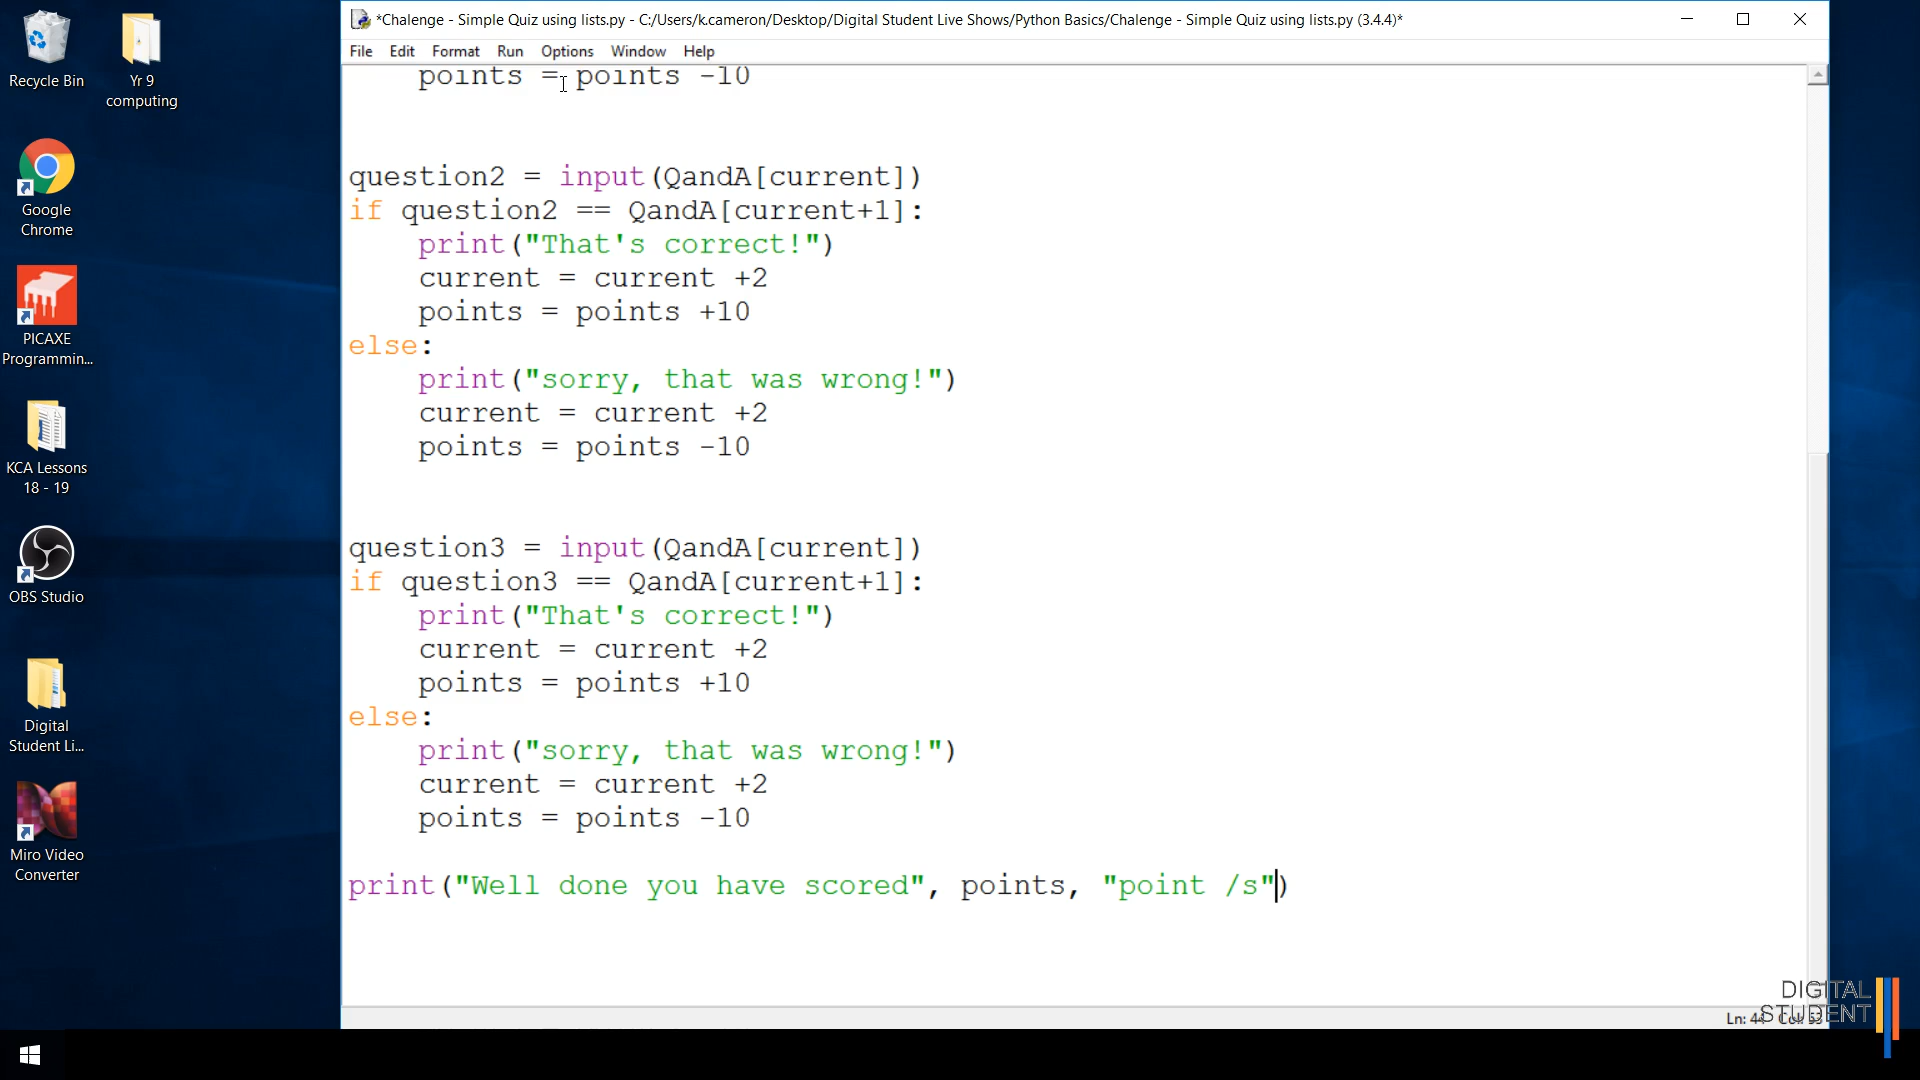 *Chalenge - Simple Quiz using lists.py - C:/Users/k.cameron/Desktop/Digital Student Live Shows/Python Basics/Chalenge - Simple Quiz using lists.py (3.4.4)*
File Edit Format Run Options Window Help
points = points -10
question2 = input(QandA[current])
if question2 == QandA[current+1]:
    print("That's correct!")
    current = current +2
    points = points +10
else:
    print("sorry, that was wrong!")
    current = current +2
    points = points -10
question3 = input(QandA[current])
if question3 == QandA[current+1]:
    print("That's correct!")
    current = current +2
    points = points +10
else:
    print("sorry, that was wrong!")
    current = current +2
    points = points -10
print("Well done you have scored", points, "point /s")
Recycle Bin
Yr 9
computing
Google
Chrome
PICAXE
Programmin...
KCA Lessons
18 - 19
OBS Studio
Digital
Student Li...
Miro Video
Converter
DIGITAL
STUDENT
Ln: